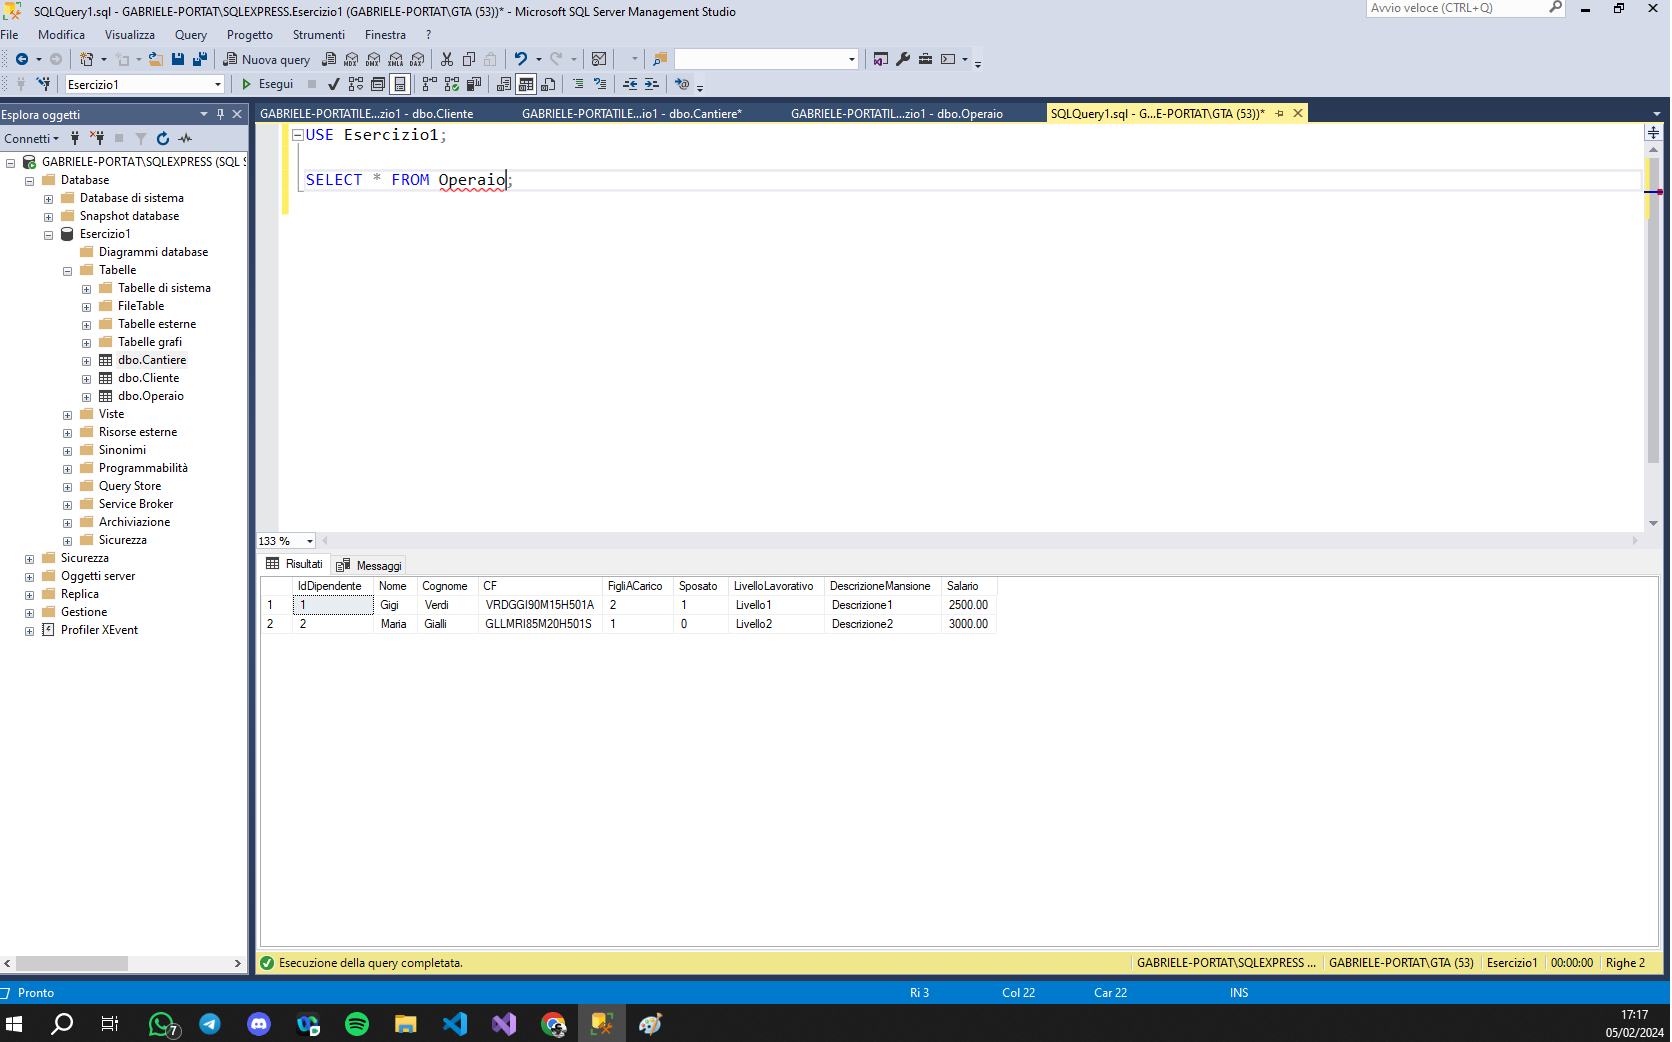 SQLQuery1.sql - GABRIELE-PORTAT\SQLEXPRESS.Esercizio1 (GABRIELE-PORTAT\GTA (53))* - Microsoft SQL Server Management Studio
Avvio veloce (CTRL+Q)
File Modifica Visualizza Query Progetto Strumenti Finestra ?
Nuova query MDX DMX XMLA DAX
Esercizio1 Esegui
Esplora oggetti
Connetti
GABRIELE-PORTAT\SQLEXPRESS (SQL S
Database
Database di sistema
Snapshot database
Esercizio1
Diagrammi database
Tabelle
Tabelle di sistema
FileTable
Tabelle esterne
Tabelle grafi
dbo.Cantiere
dbo.Cliente
dbo.Operaio
Viste
Risorse esterne
Sinonimi
Programmabilità
Query Store
Service Broker
Archiviazione
Sicurezza
Sicurezza
Oggetti server
Replica
Gestione
Profiler XEvent
GABRIELE-PORTATILE...zio1 - dbo.Cliente GABRIELE-PORTATILE...io1 - dbo.Cantiere* GABRIELE-PORTATIL...zio1 - dbo.Operaio SQLQuery1.sql - G...E-PORTAT\GTA (53))*
USE Esercizio1;
SELECT * FROM Operaio;
133 %
Risultati Messaggi
IdDipendente Nome Cognome CF FigliACarico Sposato LivelloLavorativo DescrizioneMansione Salario
1 1 Gigi Verdi VRDGGI90M15H501A 2 1 Livello1 Descrizione1 2500.00
2 2 Maria Gialli GLLMRI85M20H501S 1 0 Livello2 Descrizione2 3000.00
Esecuzione della query completata. GABRIELE-PORTAT\SQLEXPRESS ... GABRIELE-PORTAT\GTA (53) Esercizio1 00:00:00 Righe 2
Pronto Ri 3 Col 22 Car 22 INS
7
17:17
05/02/2024